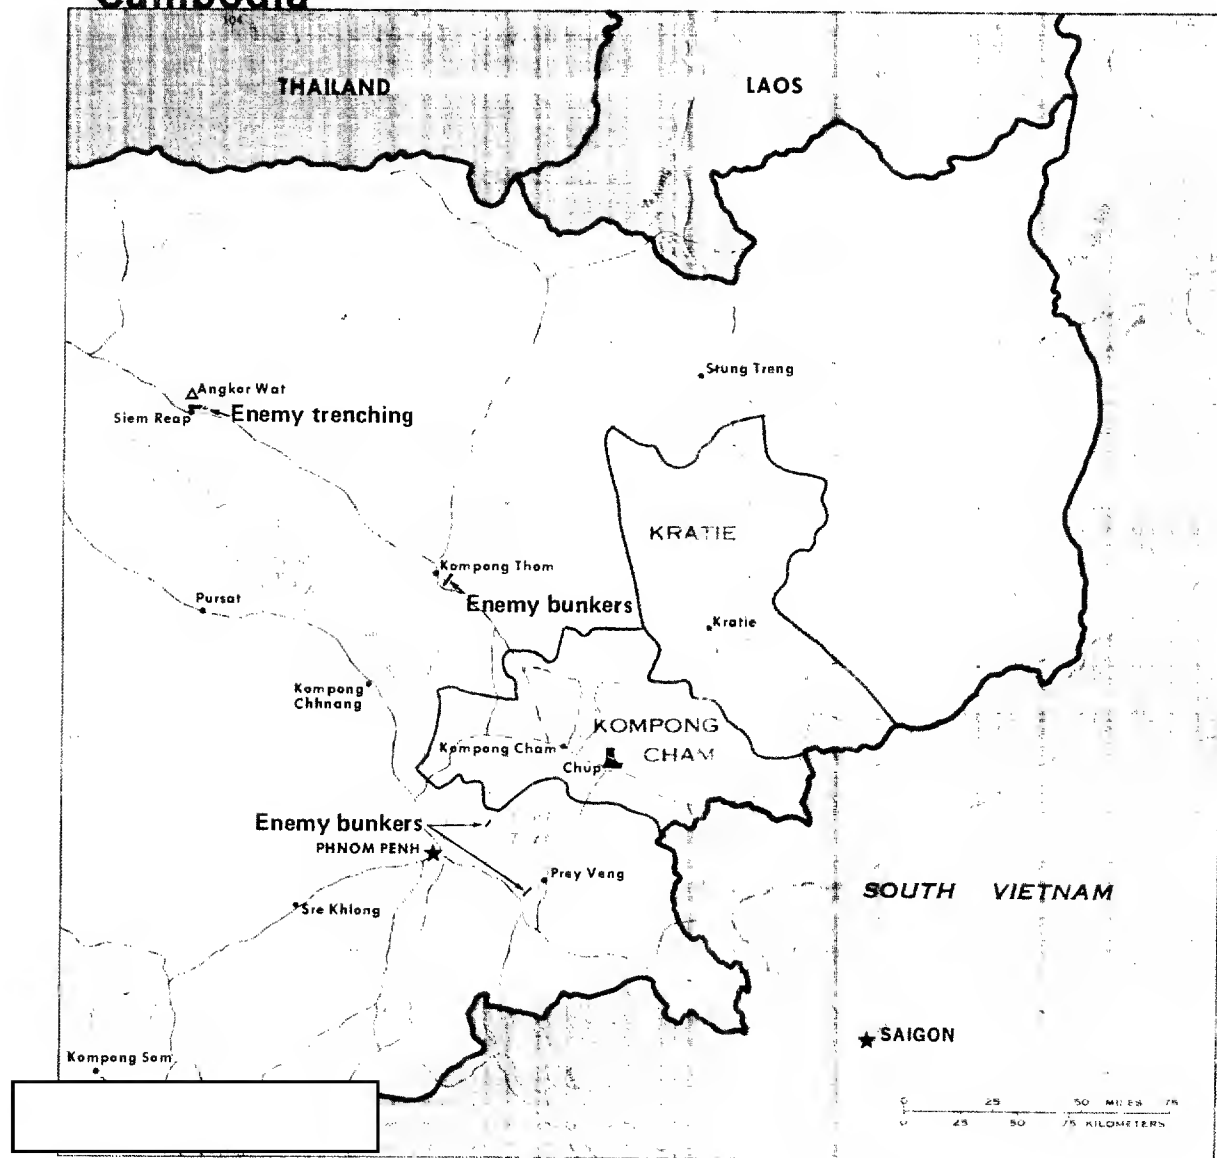 Cambodia
104
THAILAND
LAOS
Stung Treng
Angkor Wat
Siem Reap
Enemy trenching
KRATIE
Kompong Thom
Enemy bunkers
Pursat
Kratie
Kompong
Chhnang
KOMPONG
CHAM
Kompong Cham
Chup
Enemy bunkers
PHNOM PENH
Prey Veng
Sre Khlong
SOUTH VIETNAM
SAIGON
Kompong Som
0 25 50 MILES 75
0 25 50 75 KILOMETERS